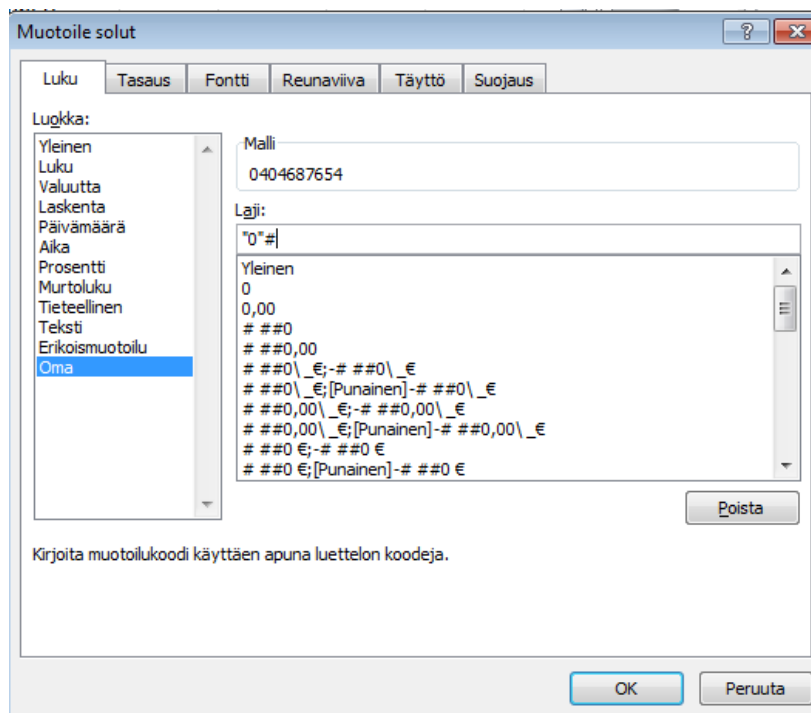 Muotoile solut
Luku Tasaus Fontti Reunaviiva Täyttö Suojaus
Luokka:
Yleinen
Luku
Valuutta
Laskenta
Päivämäärä
Aika
Prosentti
Murtoluku
Tieteellinen
Teksti
Erikoismuotoilu
Oma
Malli
0404687654
Laji:
"0"#
Yleinen
0
0,00
# ##0
# ##0,00
# ##0\ _€;-# ##0\ _€
# ##0\ _€;[Punainen]-# ##0\ _€
# ##0,00\ _€;-# ##0,00\ _€
# ##0,00\ _€;[Punainen]-# ##0,00\ _€
# ##0 €;-# ##0 €
# ##0 €;[Punainen]-# ##0 €
Poista
Kirjoita muotoilukoodi käyttäen apuna luettelon koodeja.
OK Peruuta